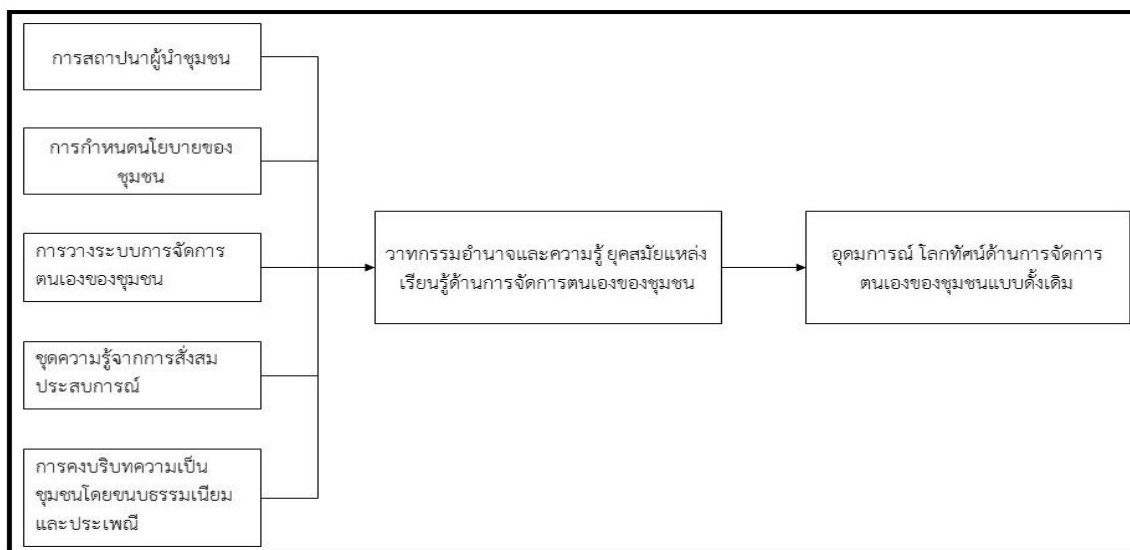 การสถาปนาผู้นำชุมชน
การกำหนดนโยบายของ
ชุมชน
การวางระบบการจัดการ
ตนเองของชุมชน
ชุดความรู้จากการสั่งสม
ประสบการณ์
การคงบริบทความเป็น
ชุมชนโดยขนบธรรมเนียม
และประเพณี
วาทกรรมอำนาจและความรู้ ยุคสมัยแหล่ง
เรียนรู้ด้านการจัดการตนเองของชุมชน
อุดมการณ์ โลกทัศน์ด้านการจัดการ
ตนเองของชุมชนแบบดั้งเดิม